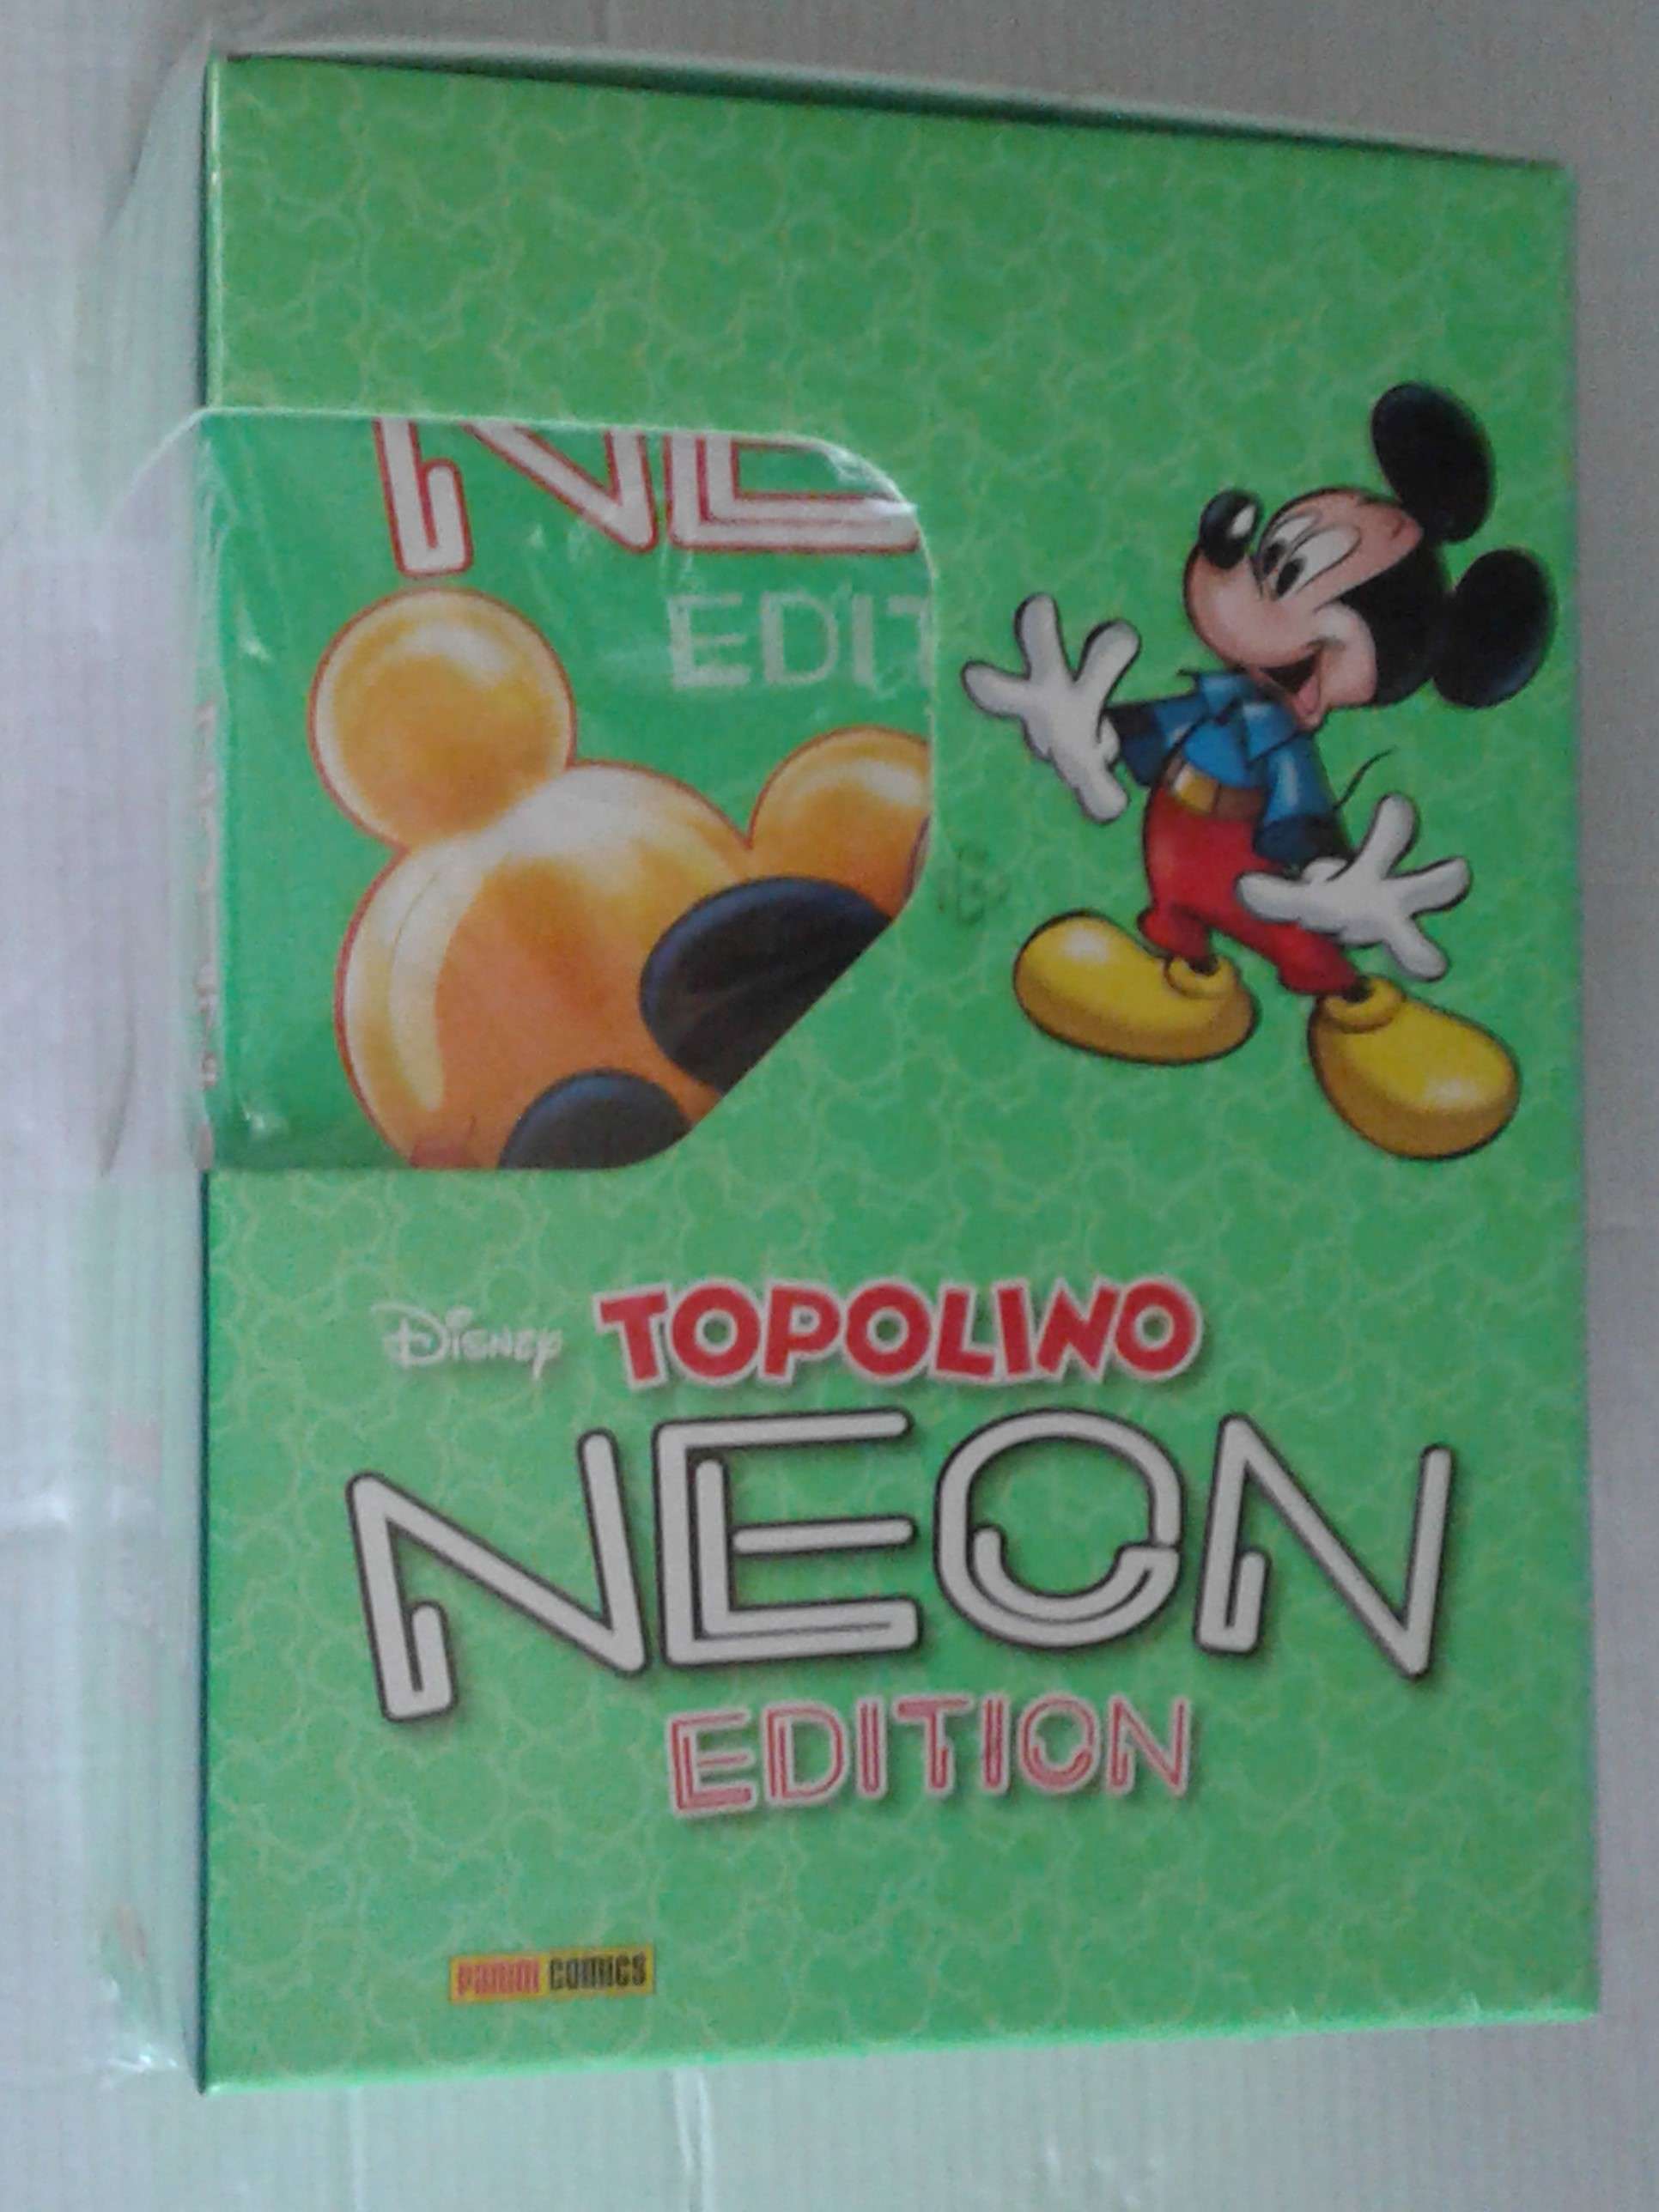 NE
EDIT
DISNEY TOPOLINO
NEON
EDITION
PANINI COMICS